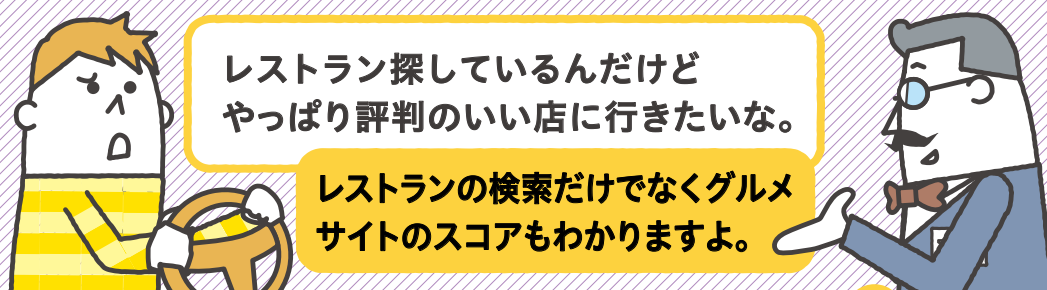 レストラン探しているんだけど
やっぱり評判のいい店に行きたいな。
レストランの検索だけでなくグルメ
サイトのスコアもわかりますよ。